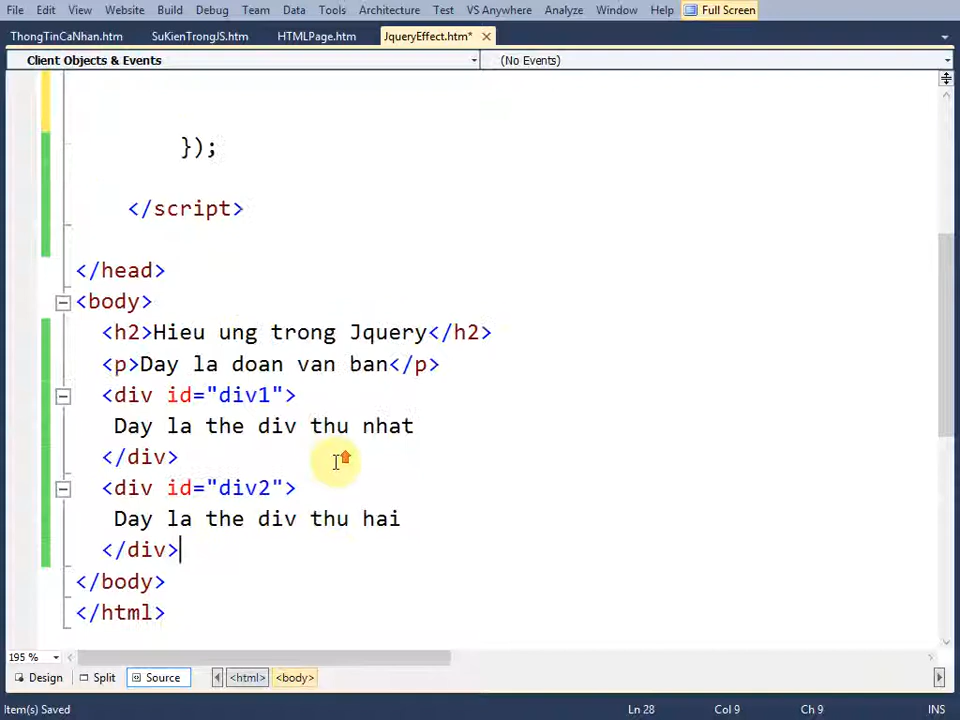 File Edit View Website Build Debug Team Data Tools Architecture Test VS Anywhere Analyze Window Help Full Screen
ThongTinCaNhan.htm SuKienTrongJS.htm HTMLPage.htm JqueryEffect.htm*
Client Objects & Events (No Events)
});
</script>
</head>
<body>
<h2>Hieu ung trong Jquery</h2>
<p>Day la doan van ban</p>
<div id="div1">
Day la the div thu nhat
</div>
<div id="div2">
Day la the div thu hai
</div>
</body>
</html>
195 %
Design Split Source <html> <body>
Item(s) Saved Ln 28 Col 9 Ch 9 INS